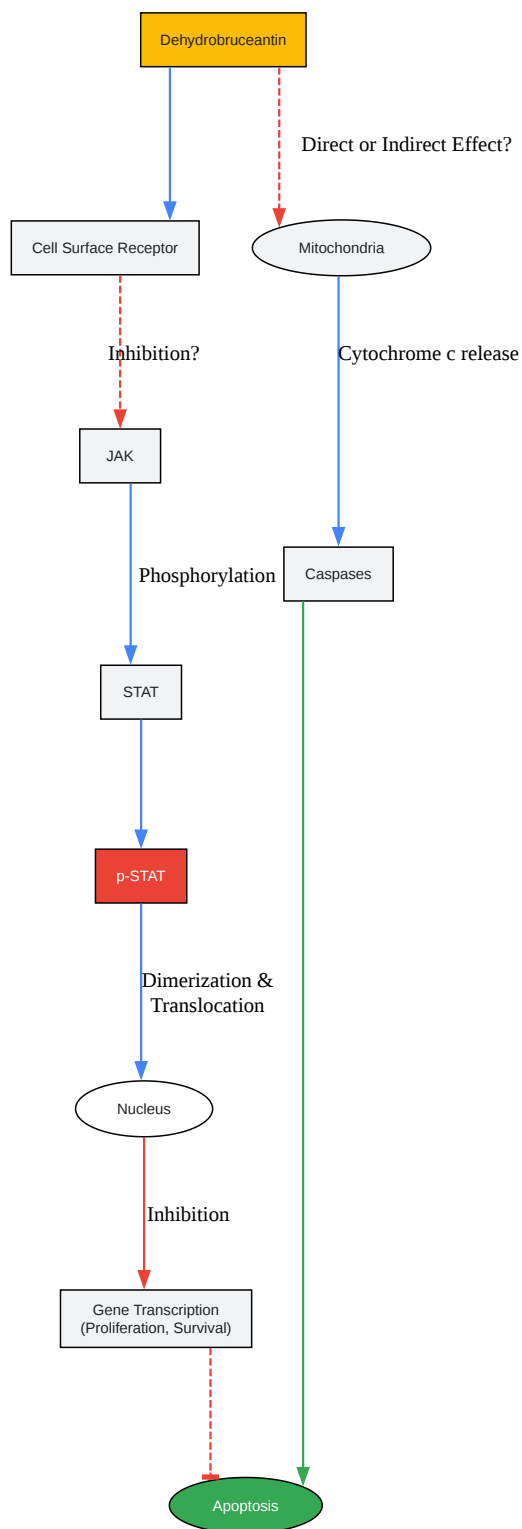 Dehydrobruceantin
Direct or Indirect Effect?
Cell Surface Receptor
Mitochondria
Inhibition?
Cytochrome c release
JAK
Phosphorylation
Caspases
STAT
p-STAT
Dimerization &
Translocation
Nucleus
Inhibition
Gene Transcription
(Proliferation, Survival)
Apoptosis